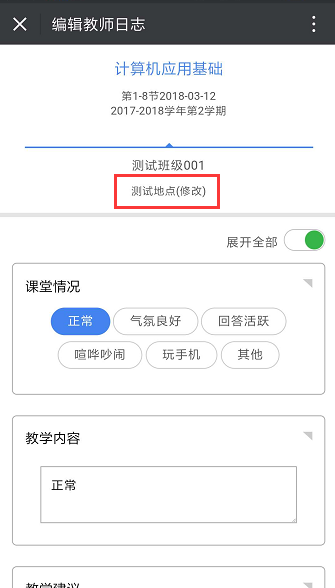 编辑教师日志
计算机应用基础
第1-8节2018-03-12
2017-2018学年第2学期
测试班级001
测试地点(修改)
展开全部
课堂情况
正常 气氛良好 回答活跃
喧哗吵闹 玩手机 其他
教学内容
正常
教学建议